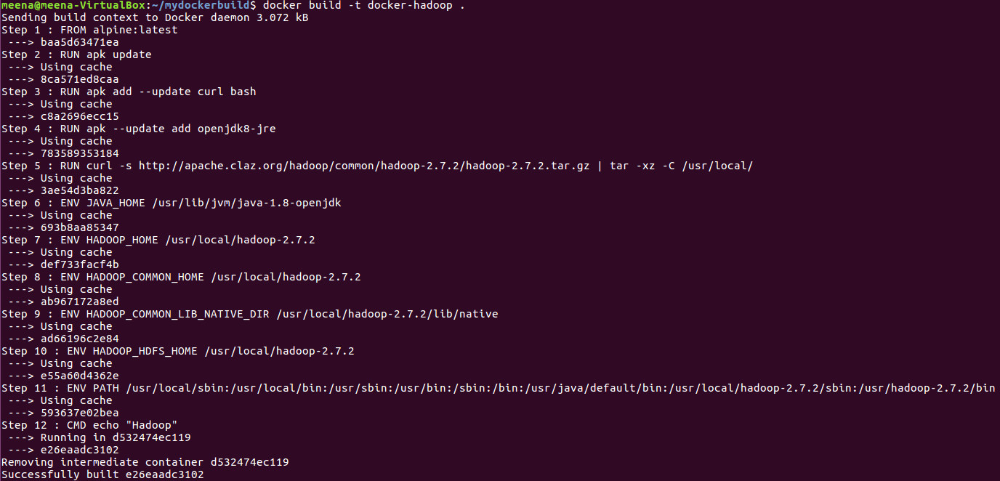 meena@meena-VirtualBox:~/mydockerbuild$ docker build -t docker-hadoop .
Sending build context to Docker daemon 3.072 kB
Step 1 : FROM alpine:latest
 ---> baa5d63471ea
Step 2 : RUN apk update
 ---> Using cache
 ---> 8ca571ed8caa
Step 3 : RUN apk add --update curl bash
 ---> Using cache
 ---> c8a2696ecc15
Step 4 : RUN apk --update add openjdk8-jre
 ---> Using cache
 ---> 783589353184
Step 5 : RUN curl -s http://apache.claz.org/hadoop/common/hadoop-2.7.2/hadoop-2.7.2.tar.gz | tar -xz -C /usr/local/
 ---> Using cache
 ---> 3ae54d3ba822
Step 6 : ENV JAVA_HOME /usr/lib/jvm/java-1.8-openjdk
 ---> Using cache
 ---> 693b8aa85347
Step 7 : ENV HADOOP_HOME /usr/local/hadoop-2.7.2
 ---> Using cache
 ---> def733facf4b
Step 8 : ENV HADOOP_COMMON_HOME /usr/local/hadoop-2.7.2
 ---> Using cache
 ---> ab967172a8ed
Step 9 : ENV HADOOP_COMMON_LIB_NATIVE_DIR /usr/local/hadoop-2.7.2/lib/native
 ---> Using cache
 ---> ad66196c2e84
Step 10 : ENV HADOOP_HDFS_HOME /usr/local/hadoop-2.7.2
 ---> Using cache
 ---> e55a60d4362e
Step 11 : ENV PATH /usr/local/sbin:/usr/local/bin:/usr/sbin:/usr/bin:/sbin:/bin:/usr/java/default/bin:/usr/local/hadoop-2.7.2/sbin:/usr/hadoop-2.7.2/bin
 ---> Using cache
 ---> 593637e02bea
Step 12 : CMD echo "Hadoop"
 ---> Running in d532474ec119
 ---> e26eaadc3102
Removing intermediate container d532474ec119
Successfully built e26eaadc3102